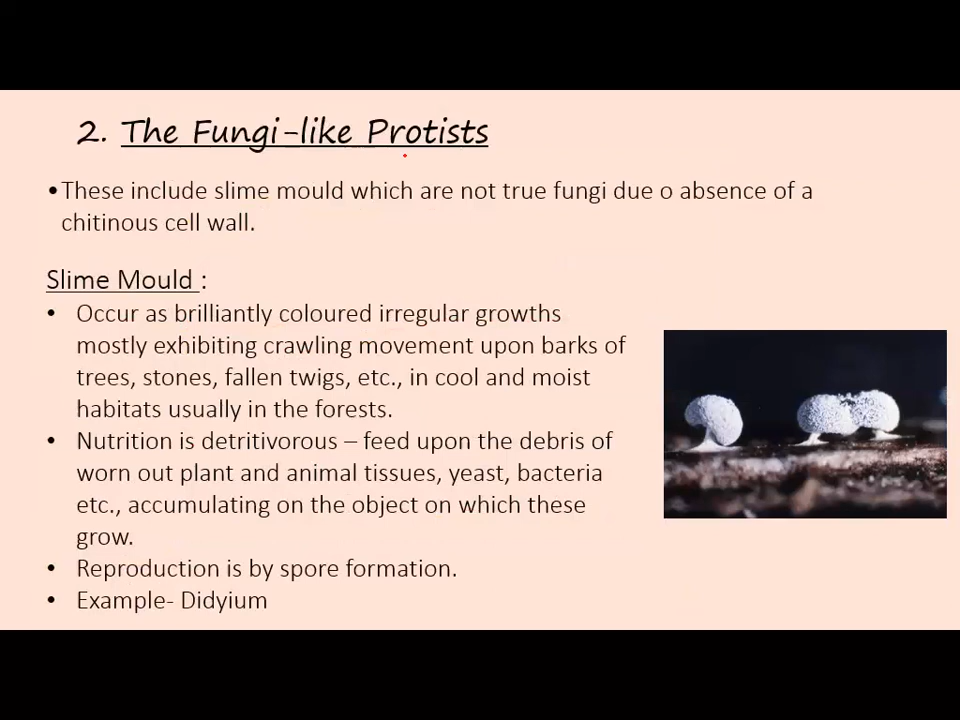 2. The Fungi-like Protists
•These include slime mould which are not true fungi due o absence of a
chitinous cell wall.
Slime Mould :
• Occur as brilliantly coloured irregular growths
mostly exhibiting crawling movement upon barks of
trees, stones, fallen twigs, etc., in cool and moist
habitats usually in the forests.
• Nutrition is detritivorous – feed upon the debris of
worn out plant and animal tissues, yeast, bacteria
etc., accumulating on the object on which these
grow.
• Reproduction is by spore formation.
• Example- Didyium